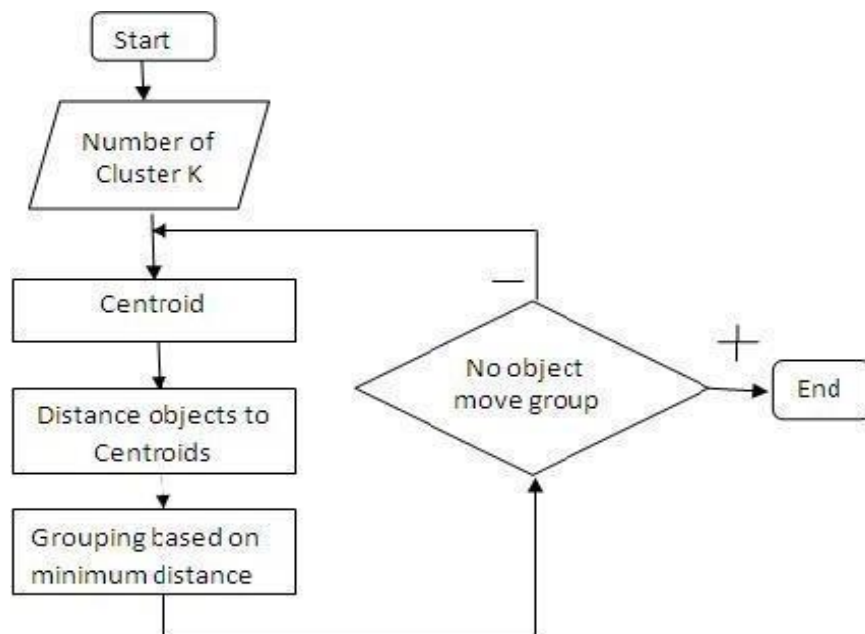 Start
Number of
Cluster K
Centroid
Distance objects to
Centroids
Grouping based on
minimum distance
No object
move group
−
+
End